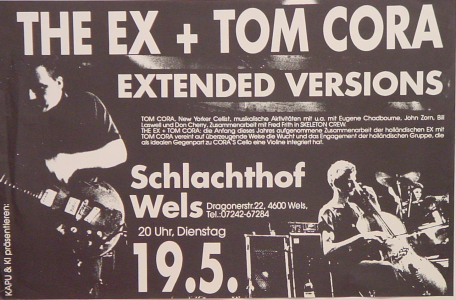 THE EX + TOM CORA
EXTENDED VERSIONS
TOM CORA, New Yorker Cellist, musikalische Aktivitäten mit u.a. mit Eugene Chadbourne, John Zorn, Bill
Laswell und Don Cherry, Zusammenarbeit mit Fred Frith in SKELETON CREW.
THE EX + TOM CORA: die Anfang dieses Jahres aufgenommene Zusammenarbeit der holländischen EX mit
TOM CORA vereint auf überzeugende Weise die Wucht und das Engagement der holländischen Gruppe, die
als idealen Gegenpart zu CORA'S Cello eine Violine integriert hat.
Schlachthof
Wels Dragonerstr.22, 4600 Wels,
Tel.:07242-67284
20 Uhr, Dienstag
19.5.
KAPU & KI präsentieren: